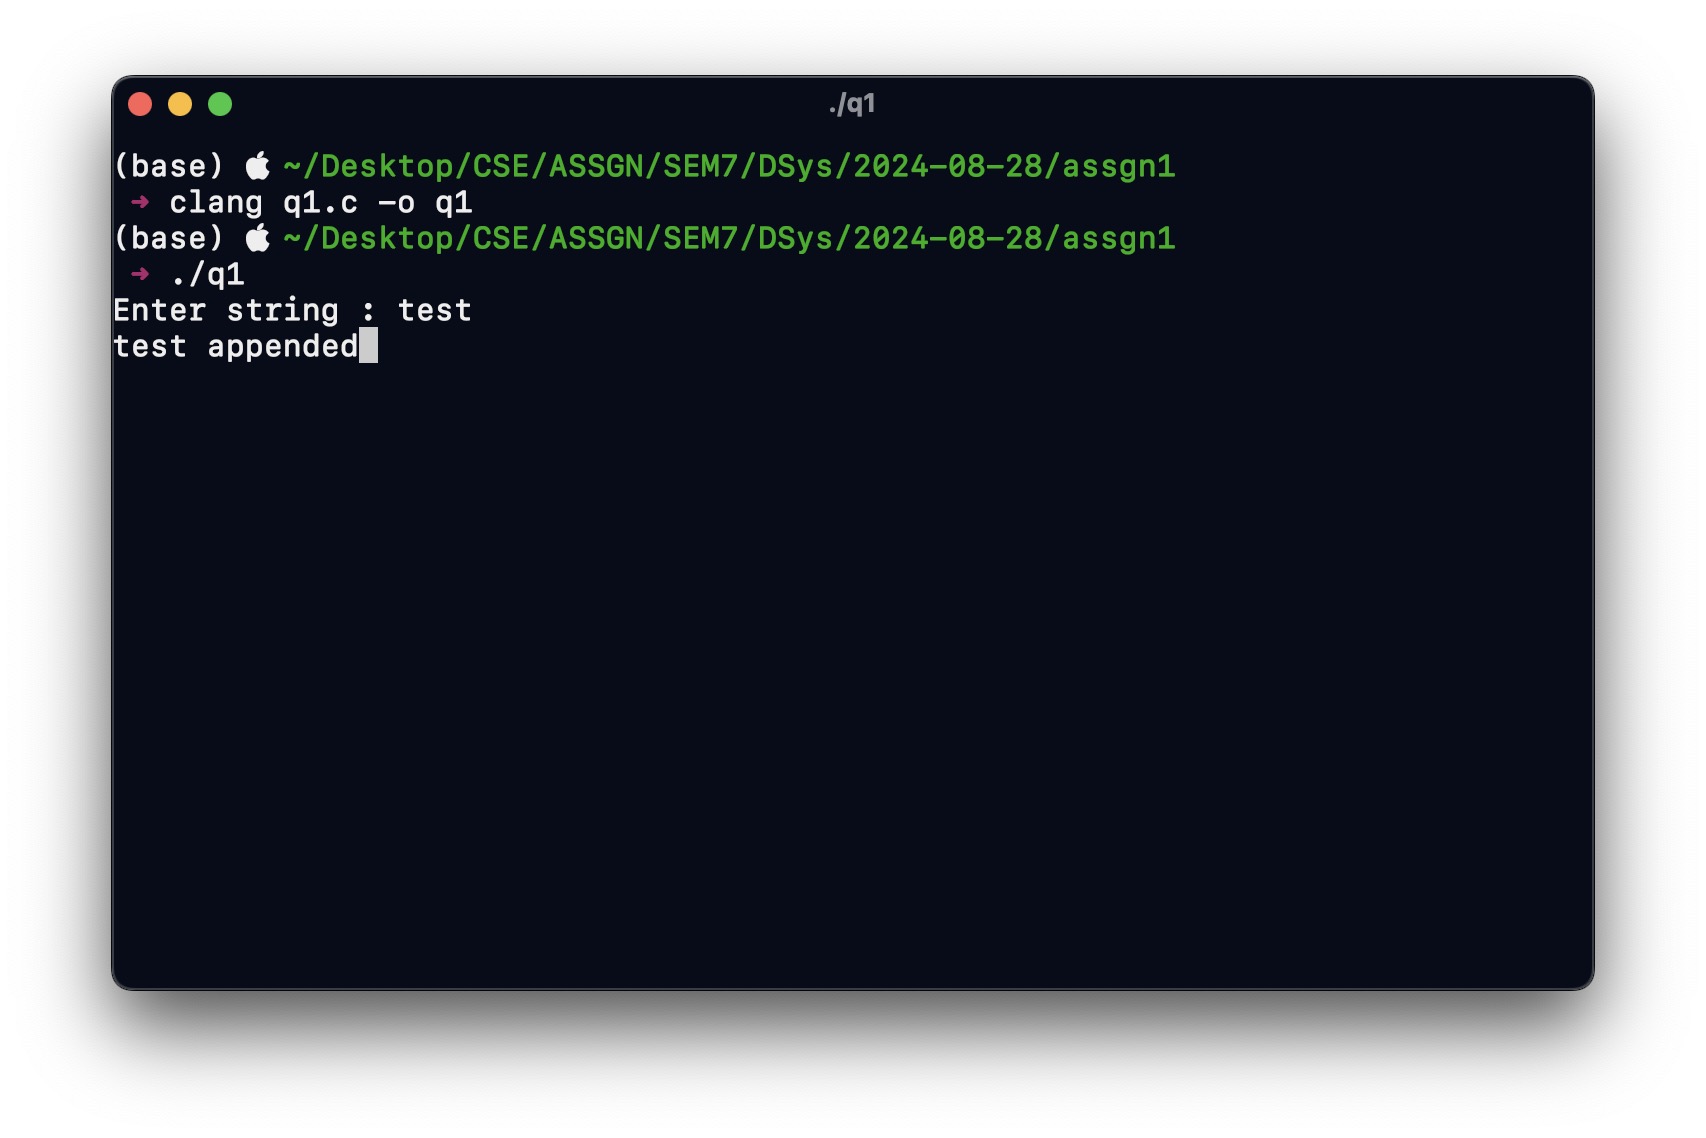 ./q1
(base)  ~/Desktop/CSE/ASSGN/SEM7/DSys/2024-08-28/assgn1
➜ clang q1.c -o q1
(base)  ~/Desktop/CSE/ASSGN/SEM7/DSys/2024-08-28/assgn1
➜ ./q1
Enter string : test
test appended